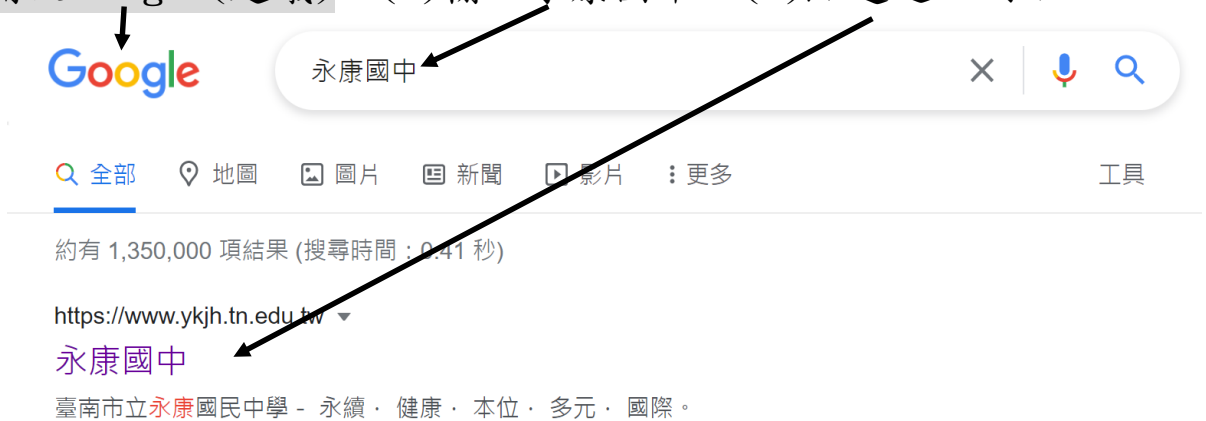 Google 永康國中
全部 地圖 圖片 新聞 影片 更多 工具
約有 1,350,000 項結果 (搜尋時間：0.41 秒)
https://www.ykjh.tn.edu.tw
永康國中
臺南市立永康國民中學 - 永續 · 健康 · 本位 · 多元 · 國際。